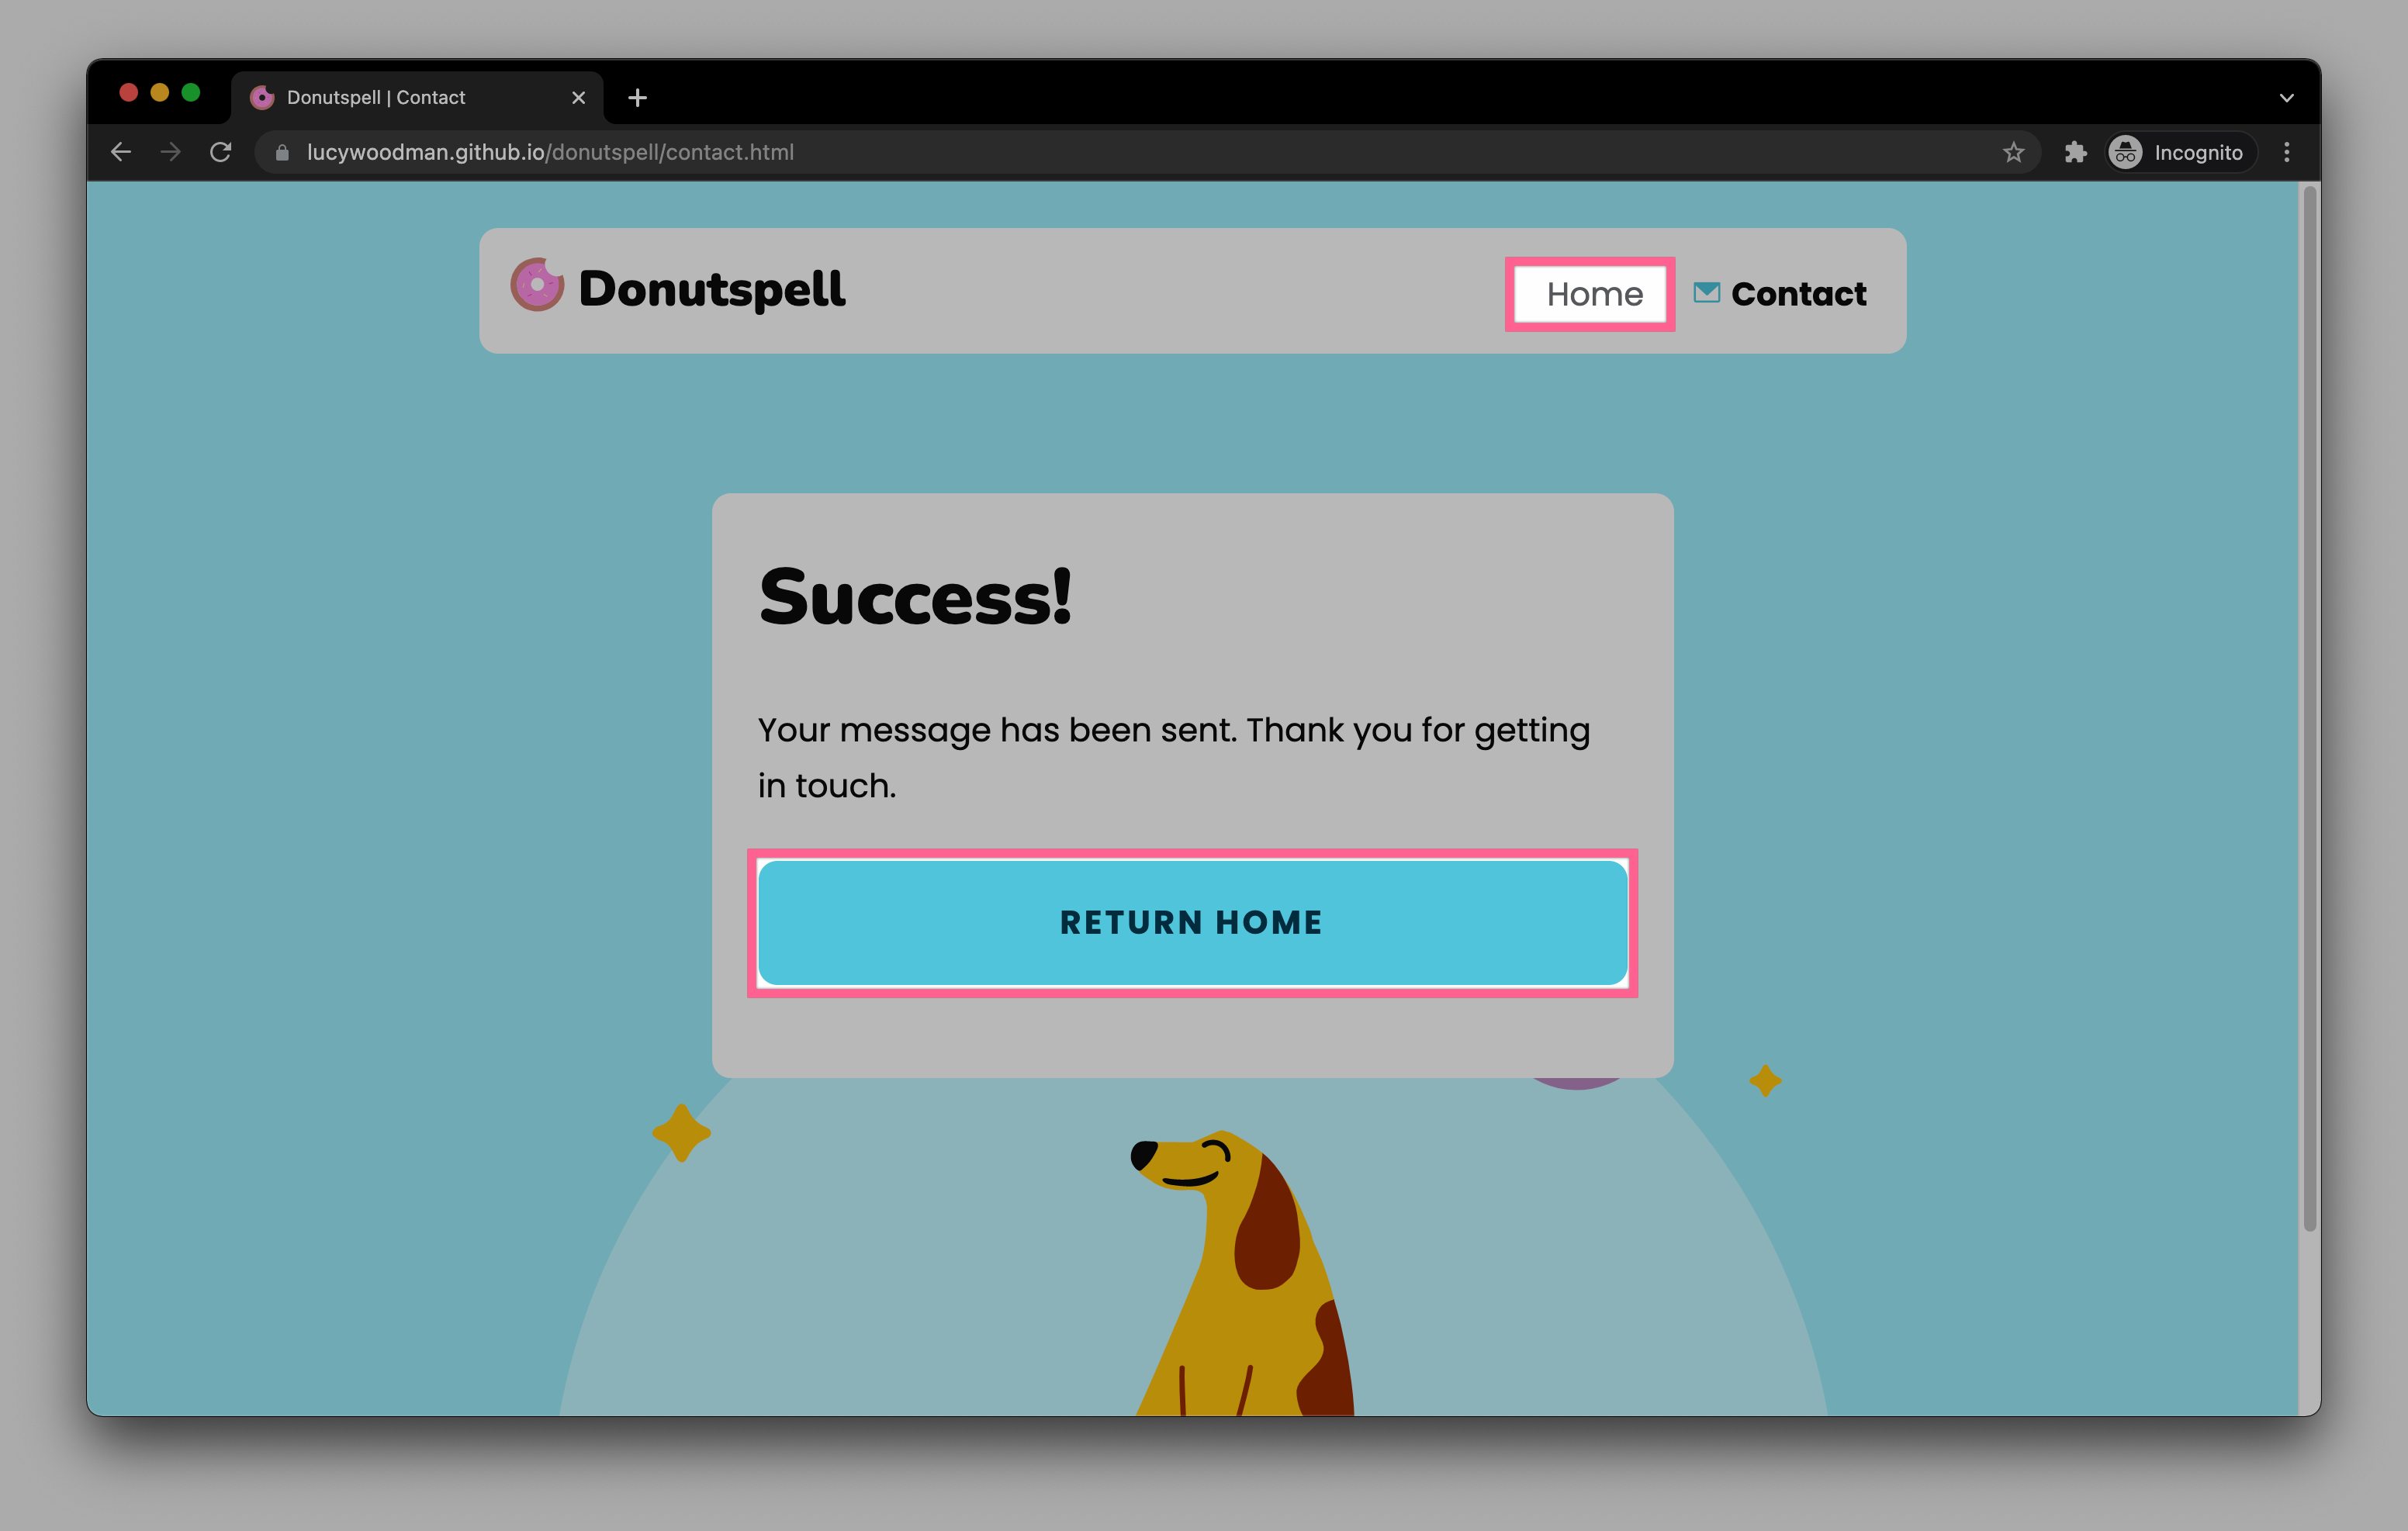 Donutspell | Contact
lucywoodman.github.io/donutspell/contact.html
Incognito
Donutspell
Home
Contact
Success!
Your message has been sent. Thank you for getting
in touch.
RETURN HOME